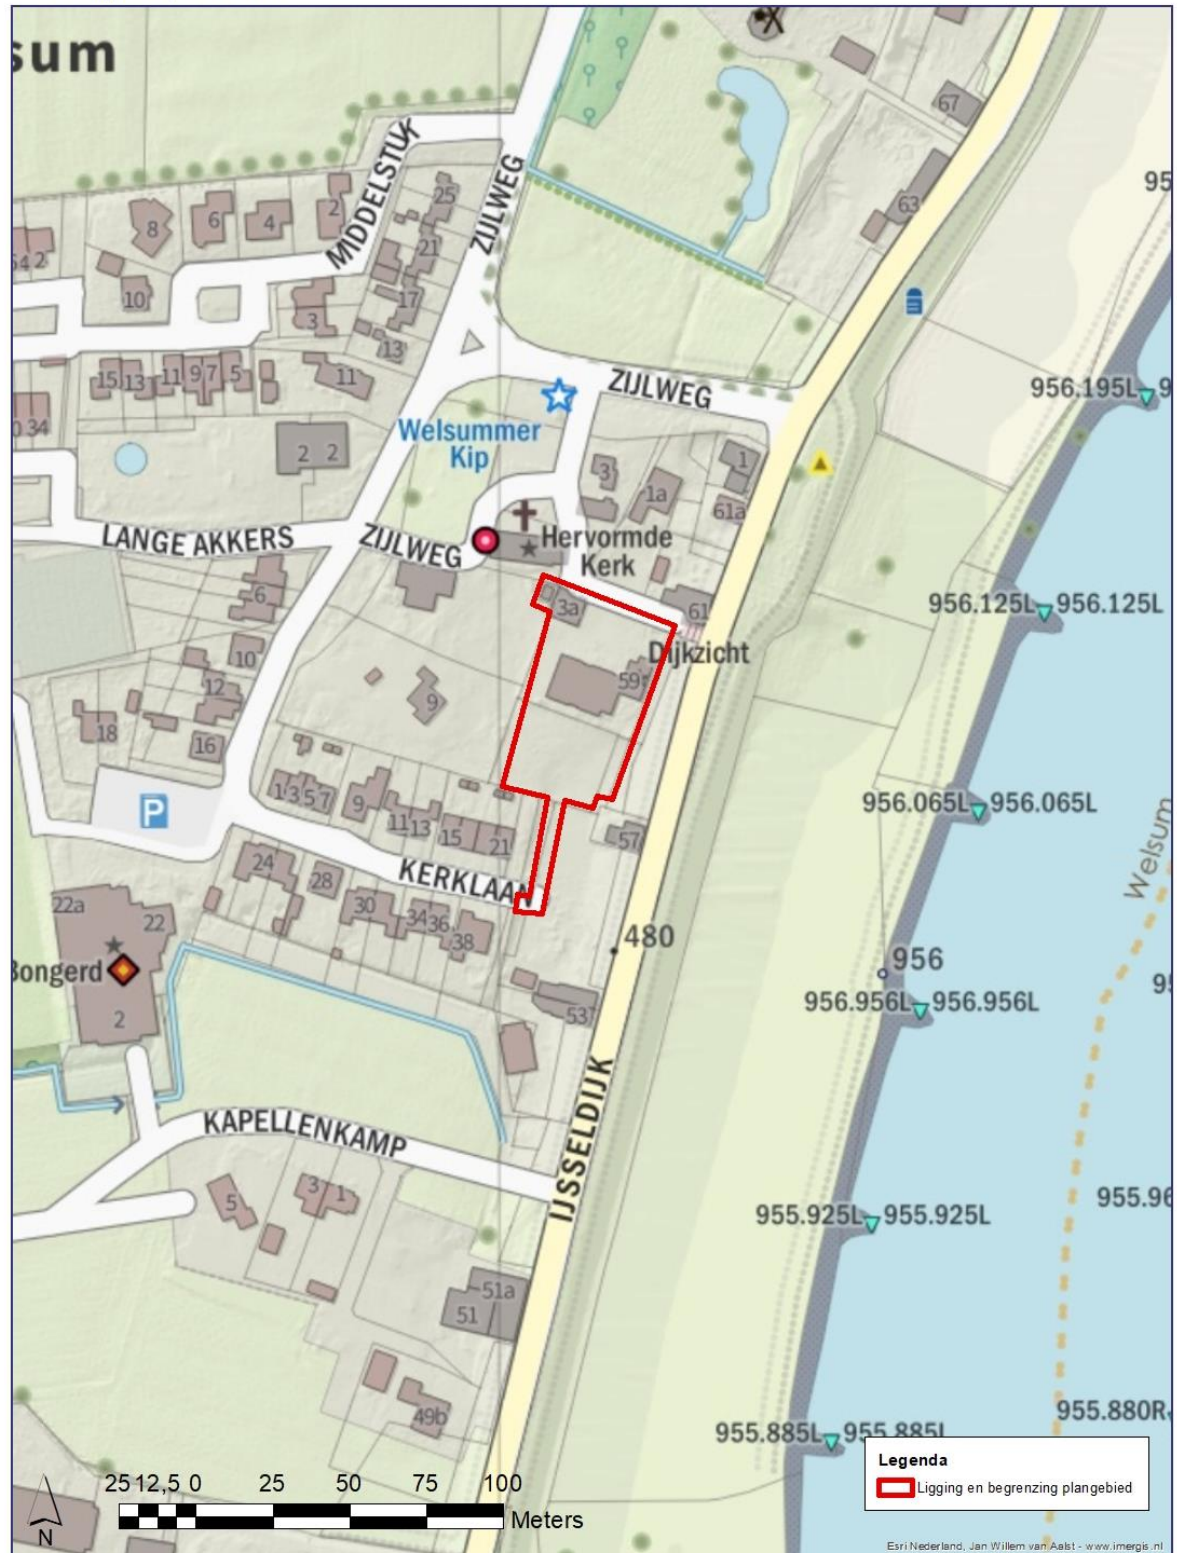 sum
67
63
95
MIDDELSTUK
ZIJLWEG
25
8
6
4
2
21
10
17
3
13
ZIJLWEG
15
13
11
9
7
5
11
956.195L
34
Welsummer
Kip
2 2
1
3
1a
61a
LANGE AKKERS
ZIJLWEG
Hervormde
Kerk
6
3a
61
956.125L 956.125L
10
Dijkzicht
12
59
9
18
16
P
1
3
5
7
9
11
13
15
21
57
956.065L 956.065L
Welsum
24
28
KERKLAAN
30
34
36
38
22a
22
480
956
Bongerd
956.956L 956.956L
2
53
KAPELLENKAMP
IJSSELDIJK
5
3
1
955.96
955.925L 955.925L
51a
51
49b
955.880R
955.885L 955.885L
Legenda
Ligging en begrenzing plangebied
25 12,5 0 25 50 75 100
Meters
N
Esri Nederland, Jan Willem van Aalst - www.imergis.nl